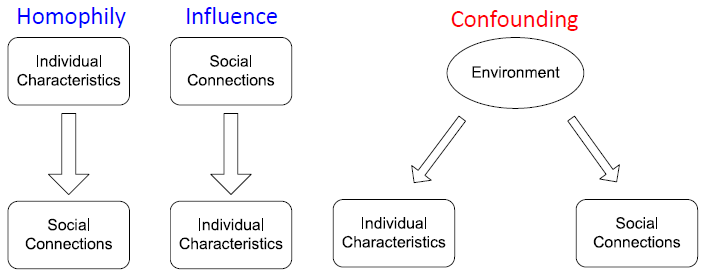 Homophily
Influence
Confounding
Individual
Characteristics
Social
Connections
Environment
Social
Connections
Individual
Characteristics
Individual
Characteristics
Social
Connections